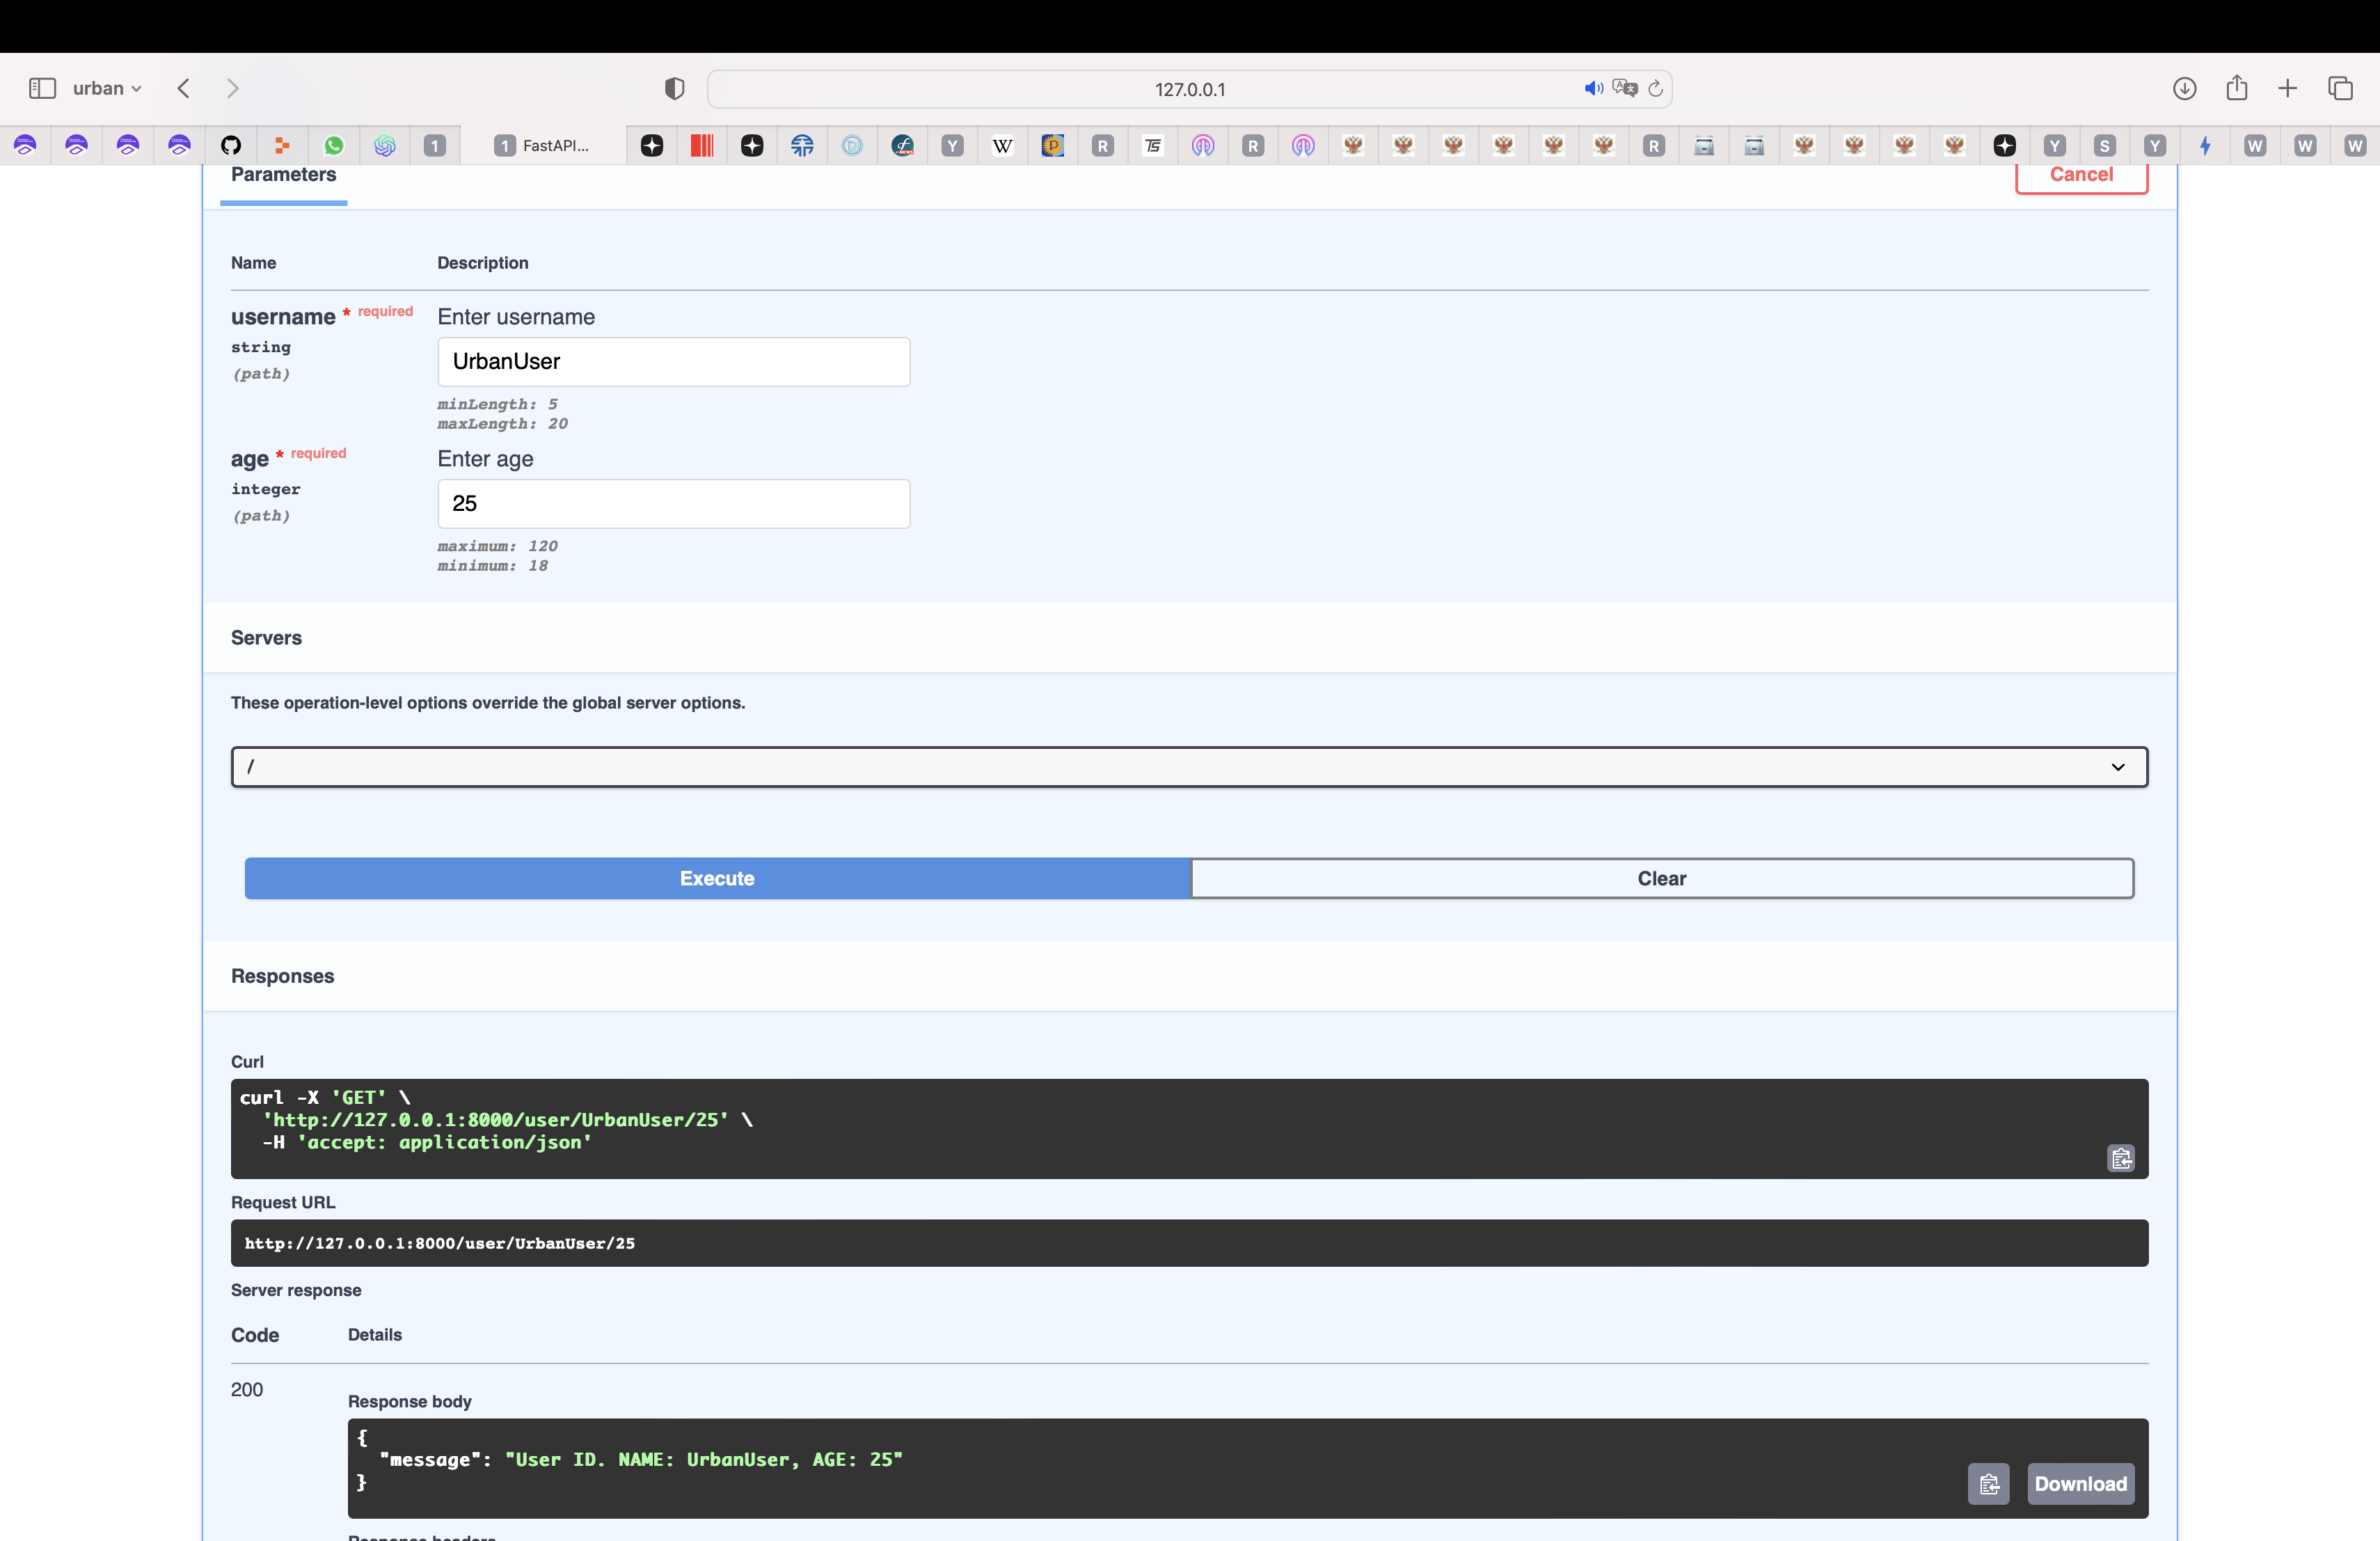 urban
127.0.0.1
1
1 FastAPI...
Y
W
P
R
TS
R
R
Y
S
Y
W
W
W
Parameters
Cancel
Name Description
username * required Enter username
string
UrbanUser
(path)
minLength: 5
maxLength: 20
age * required Enter age
integer
25
(path)
maximum: 120
minimum: 18
Servers
These operation-level options override the global server options.
/
Execute Clear
Responses
Curl
curl -X 'GET' \
'http://127.0.0.1:8000/user/UrbanUser/25' \
-H 'accept: application/json'
Request URL
http://127.0.0.1:8000/user/UrbanUser/25
Server response
Code Details
200
Response body
{
"message": "User ID. NAME: UrbanUser, AGE: 25"
}
Download
Response headers